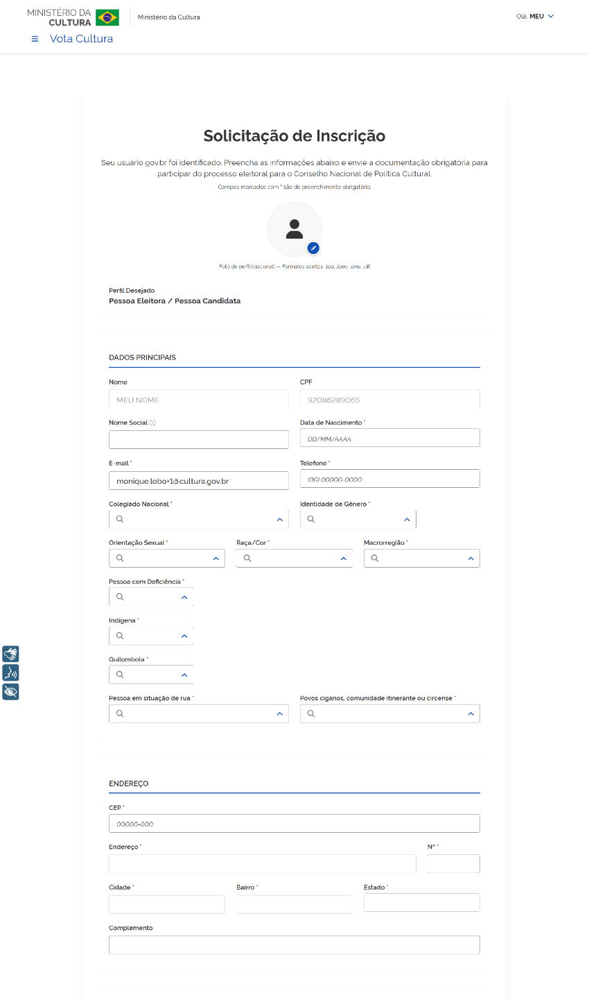 MINISTÉRIO DA
CULTURA
Ministério da Cultura
Olá, MEU
Vota Cultura
Solicitação de Inscrição
Seu usuário gov.br foi identificado. Preencha as informações abaixo e envie a documentação obrigatória para
participar do processo eleitoral para o Conselho Nacional de Política Cultural.
Campos marcados com * são de preenchimento obrigatório.
Foto de perfil (opcional) — Formatos aceitos: .jpg, .jpeg, .png, .gif
Perfil Desejado
Pessoa Eleitora / Pessoa Candidata
DADOS PRINCIPAIS
Nome
CPF
MEU NOME
92086289065
Nome Social
Data de Nascimento *
DD/MM/AAAA
E-mail *
Telefone *
monique.lobo+1@cultura.gov.br
(00) 00000-0000
Colegiado Nacional *
Identidade de Gênero *
Orientação Sexual *
Raça/Cor *
Macrorregião *
Pessoa com Deficiência *
Indígena *
Quilombola *
Pessoa em situação de rua *
Povos ciganos, comunidade itinerante ou circense *
ENDEREÇO
CEP *
00000-000
Endereço *
Nº *
Cidade *
Bairro *
Estado *
Complemento